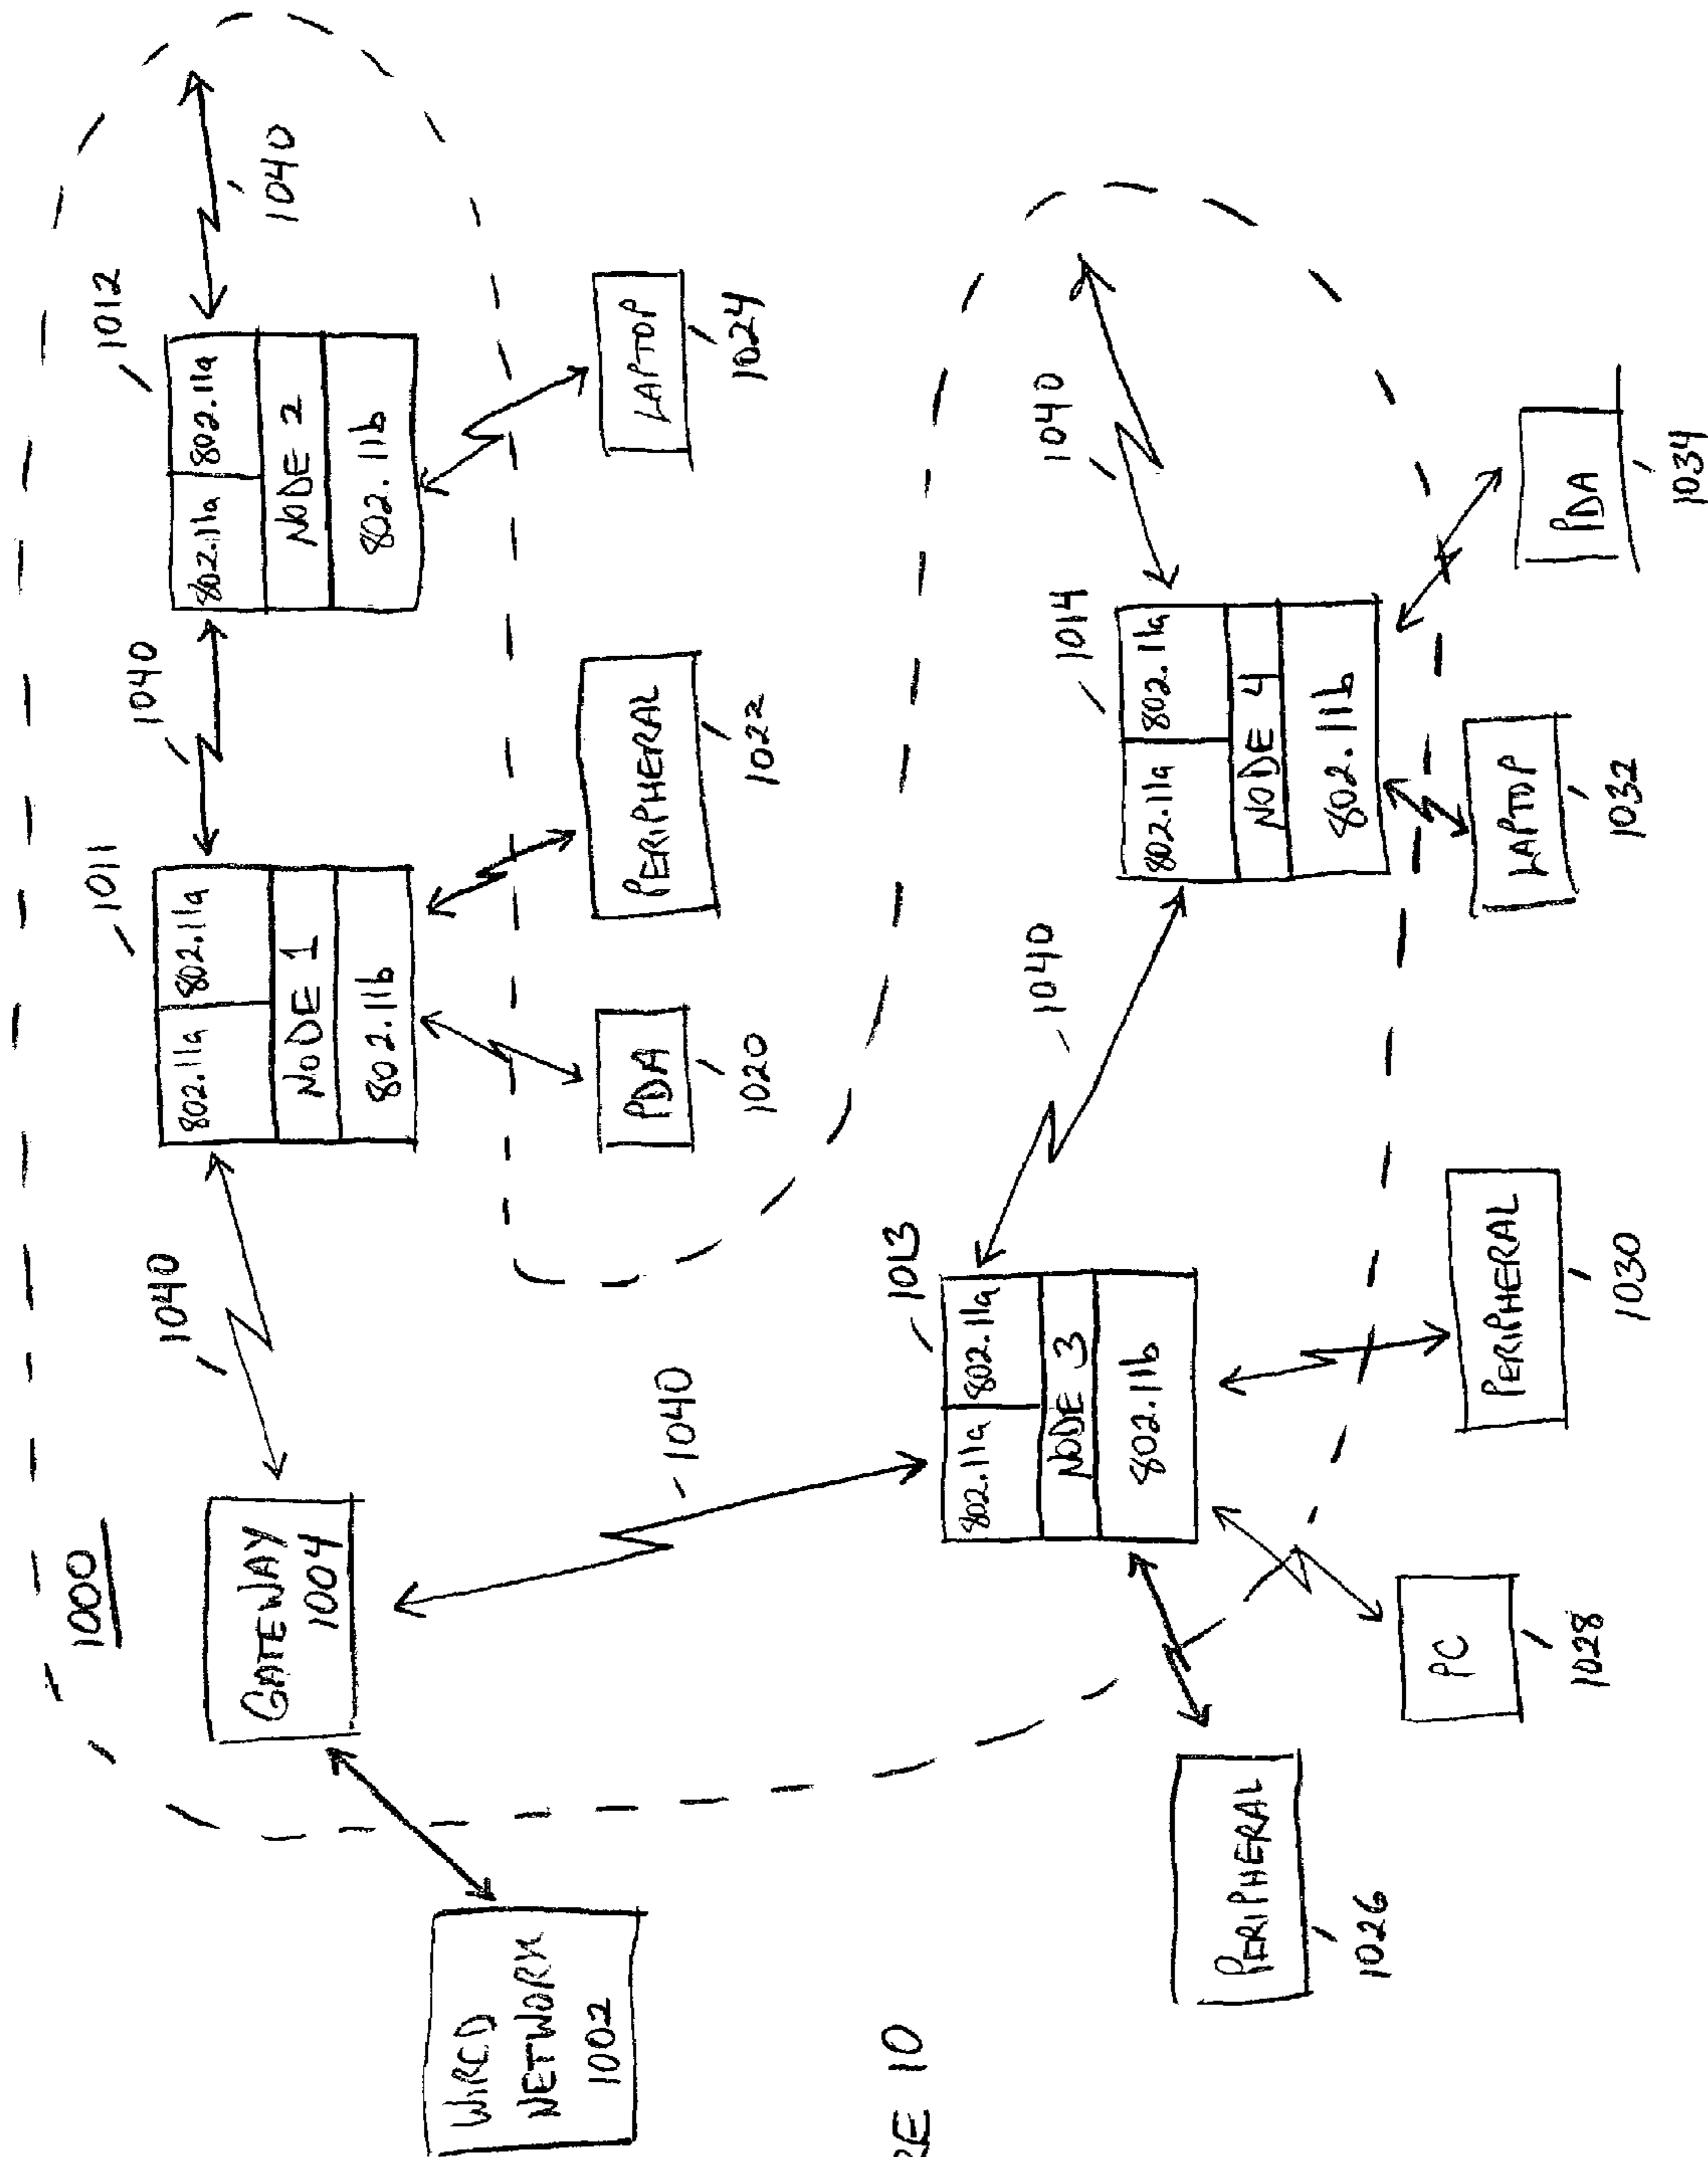 1000
WIRED
NETWORK
1002
GATEWAY
1004
1040
1011
802.11a 802.11a
NODE 1
802.11b
1040
1012
802.11a 802.11a
NODE 2
802.11b
1040
PDA
1020
PERIPHERAL
1022
LAPTOP
1024
1040
1013
802.11a 802.11a
NODE 3
802.11b
1040
1014
802.11a 802.11a
NODE 4
802.11b
1040
PERIPHERAL
1026
PC
1028
PERIPHERAL
1030
LAPTOP
1032
PDA
1034
RE 10